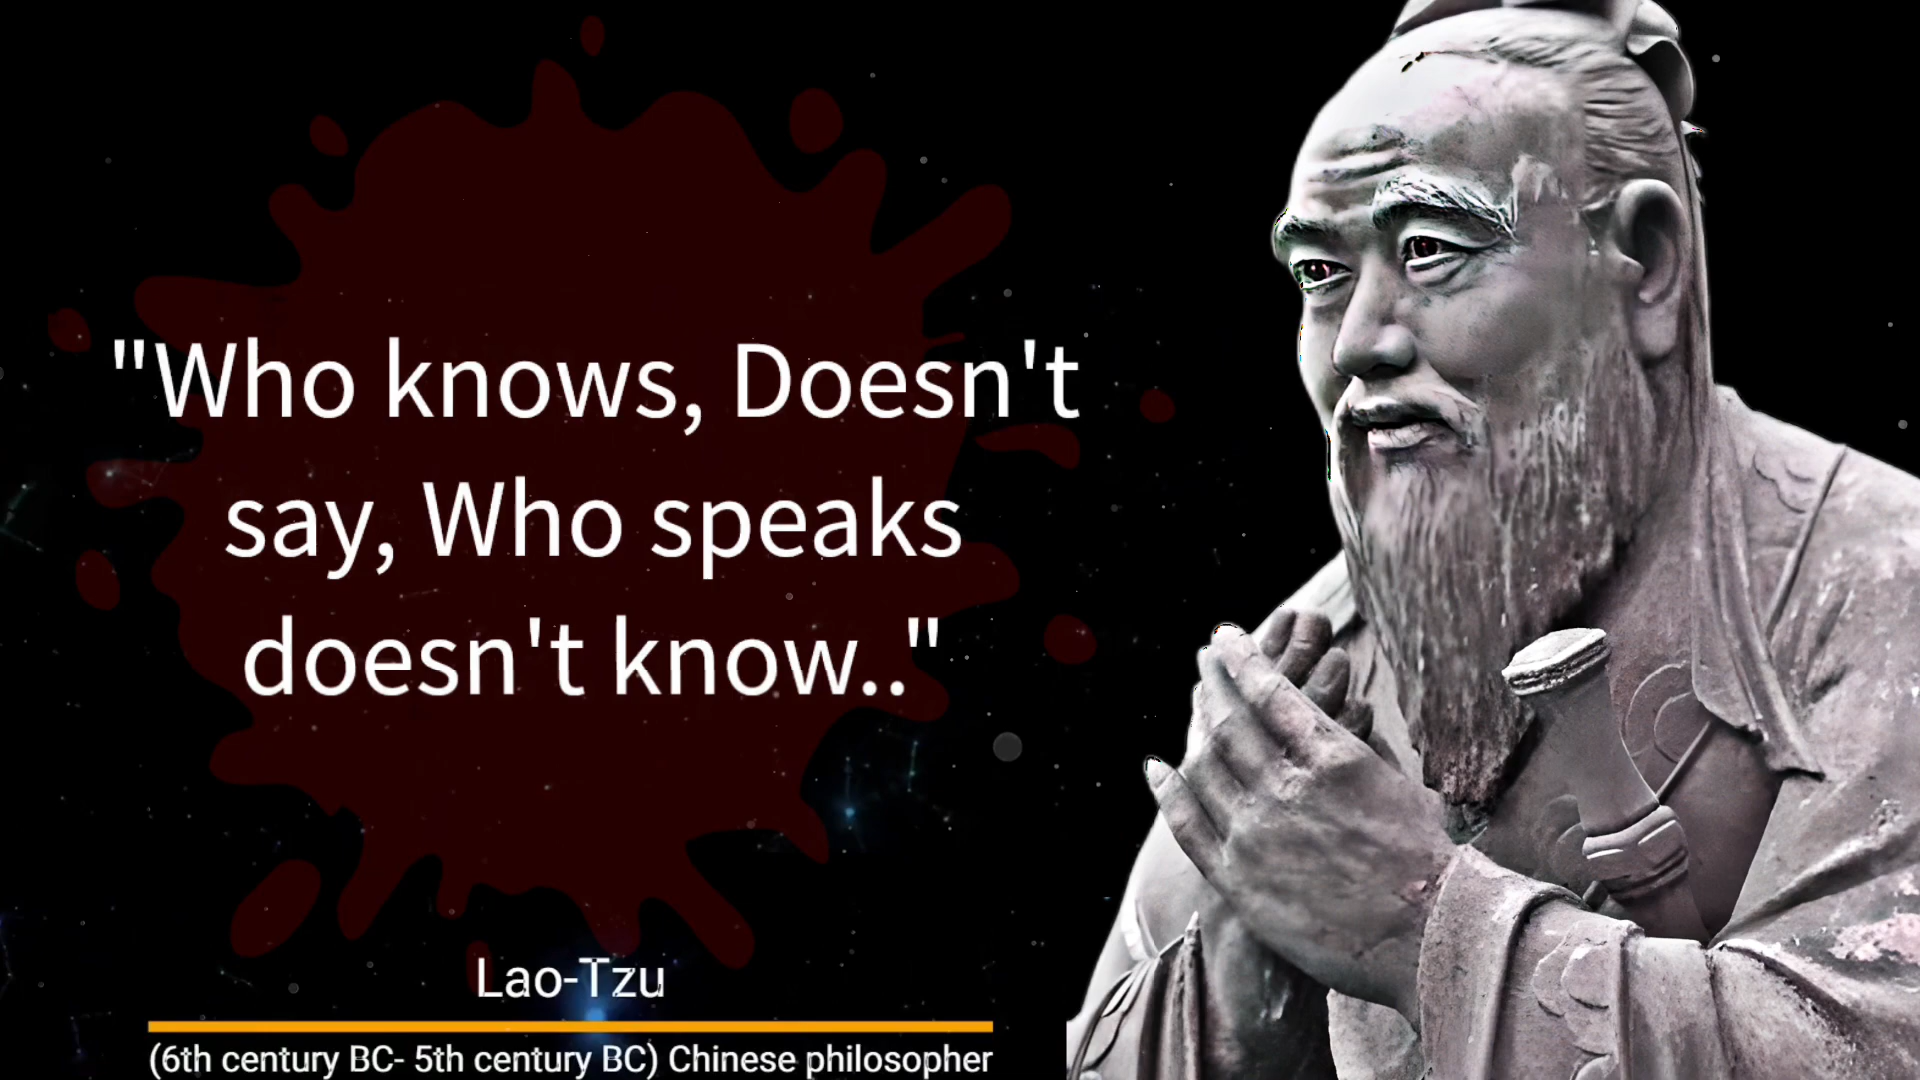 "Who knows, Doesn't
say, Who speaks
doesn't know.."
Lao-Tzu
(6th century BC- 5th century BC) Chinese philosopher